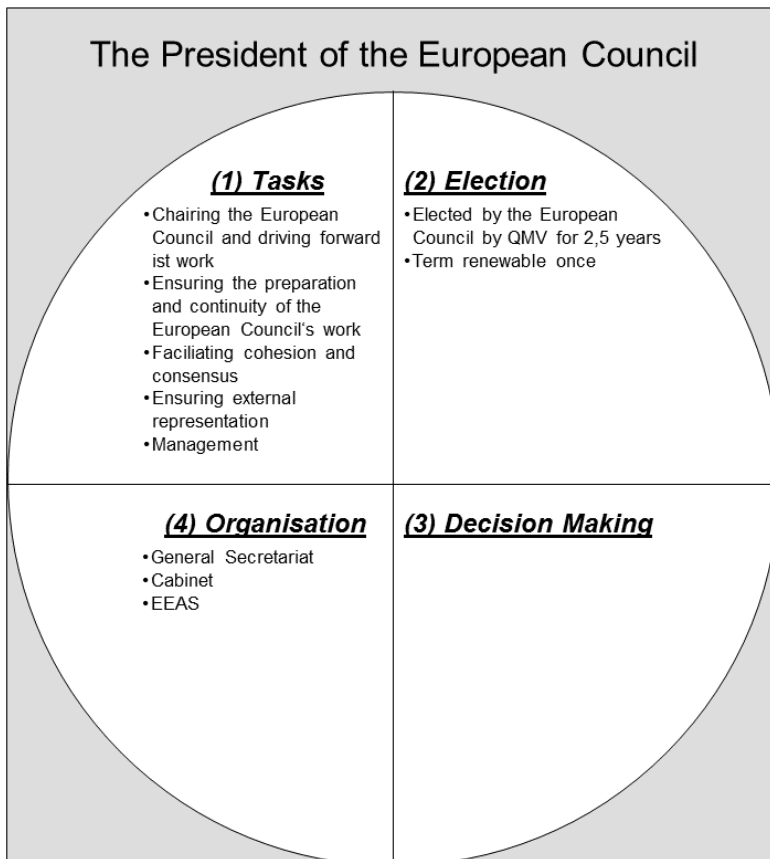 The President of the European Council
(1) Tasks
•Chairing the European
Council and driving forward
ist work
•Ensuring the preparation
and continuity of the
European Council‘s work
•Faciliating cohesion and
consensus
•Ensuring external
representation
•Management
(2) Election
•Elected by the European
Council by QMV for 2,5 years
•Term renewable once
(4) Organisation
•General Secretariat
•Cabinet
•EEAS
(3) Decision Making